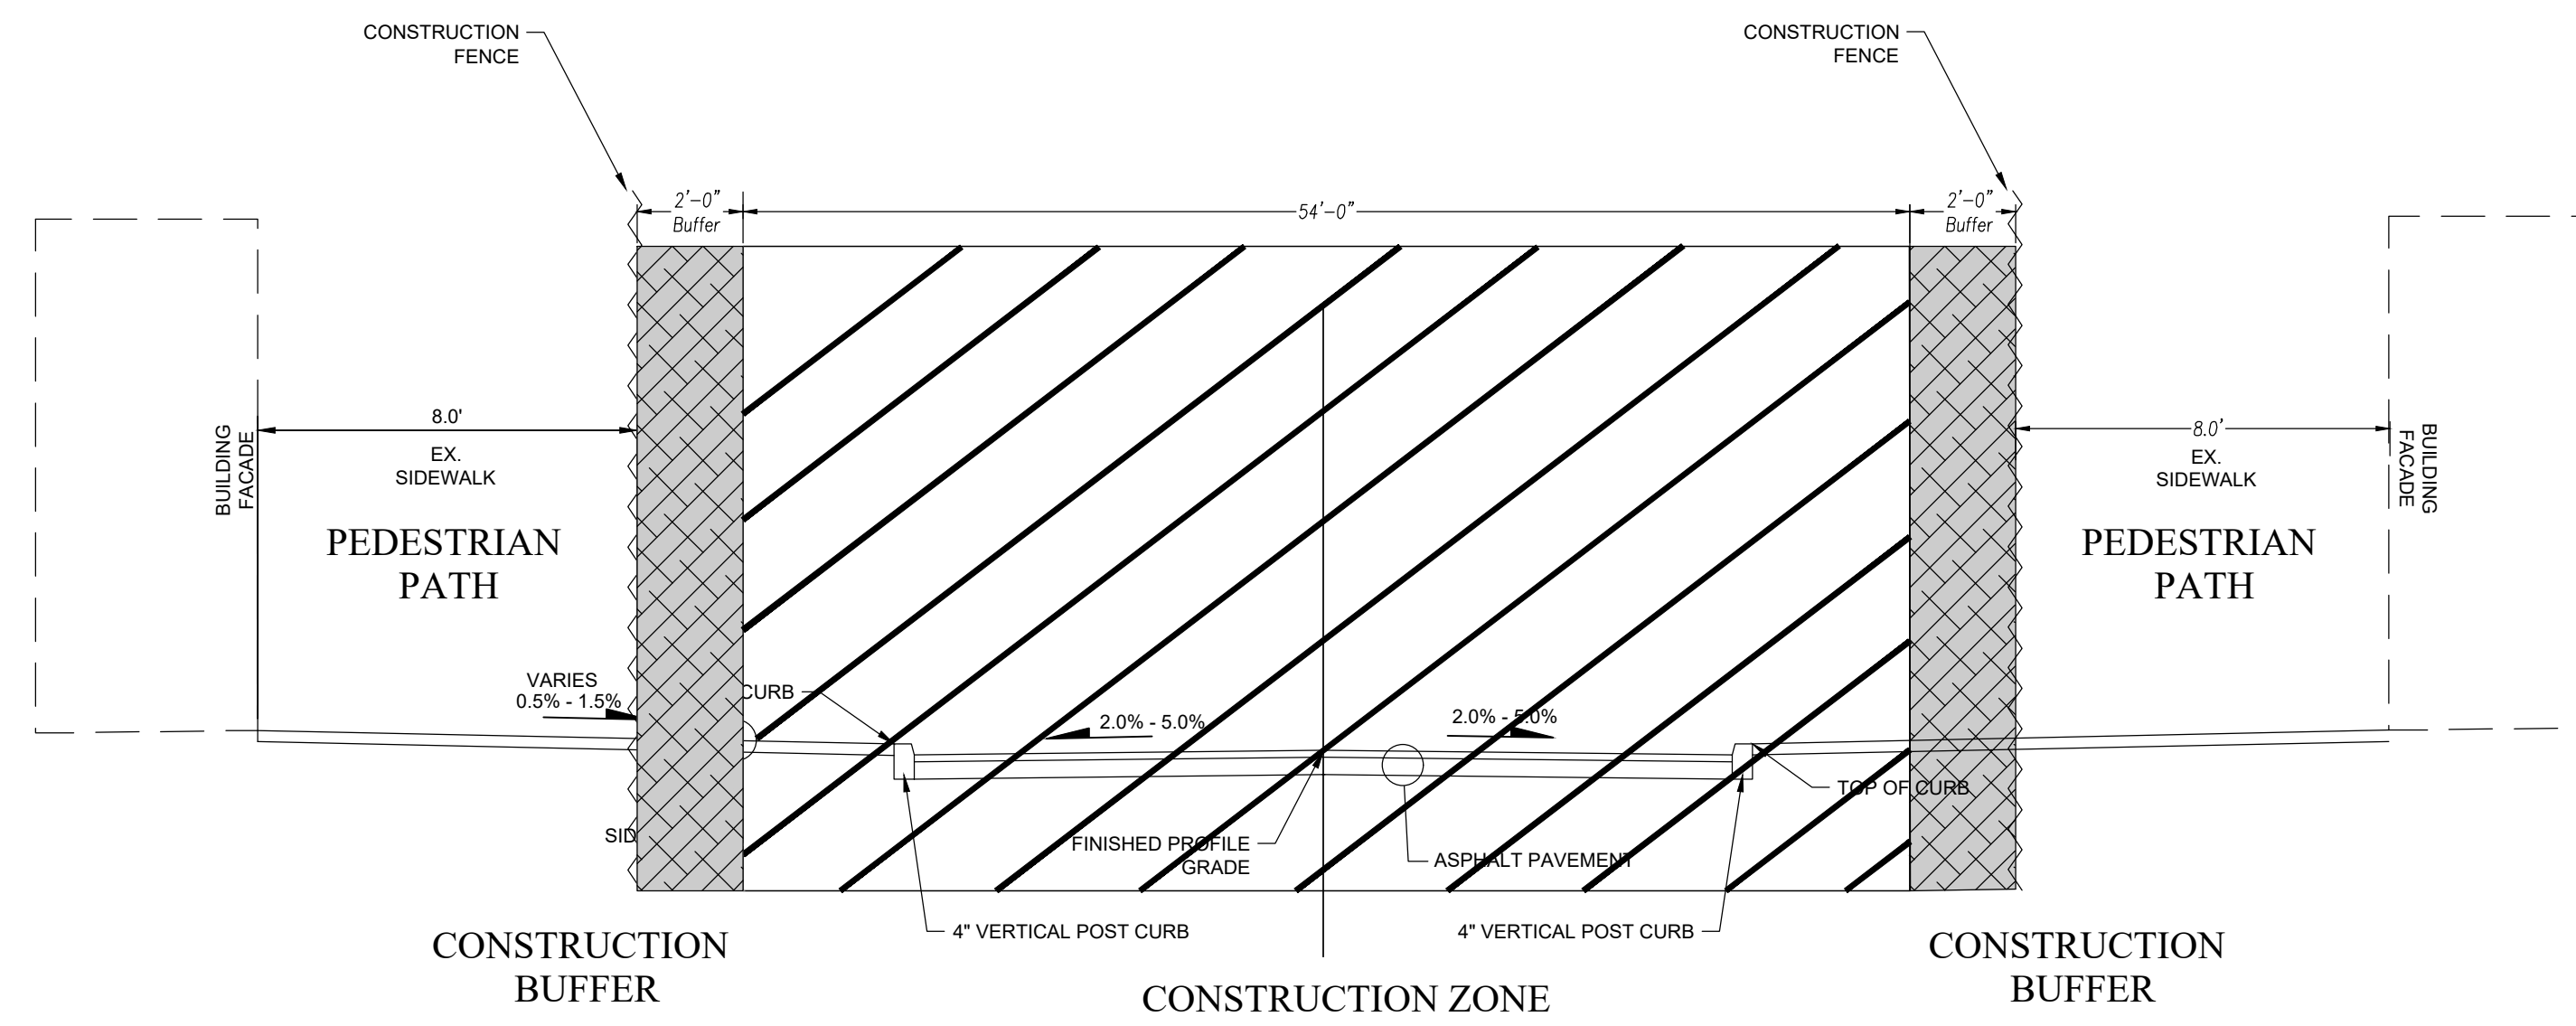 CONSTRUCTION
FENCE
CONSTRUCTION
FENCE
2'-0"
Buffer
54'-0"
2'-0"
Buffer
8.0'
EX.
SIDEWALK
BUILDING
FACADE
PEDESTRIAN
PATH
8.0'
EX.
SIDEWALK
BUILDING
FACADE
PEDESTRIAN
PATH
VARIES
0.5% - 1.5%
CURB
2.0% - 5.0%
2.0% - 5.0%
TOP OF CURB
SID
FINISHED PROFILE
GRADE
ASPHALT PAVEMENT
4" VERTICAL POST CURB
4" VERTICAL POST CURB
CONSTRUCTION
BUFFER
CONSTRUCTION ZONE
CONSTRUCTION
BUFFER